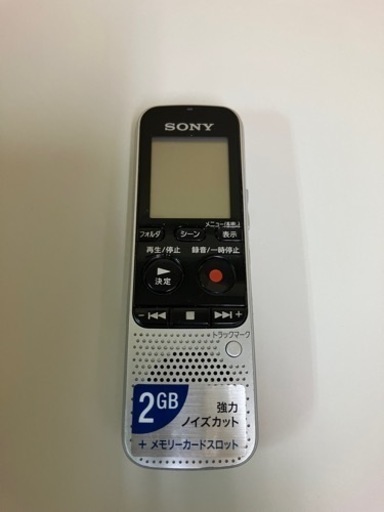 SONY
メニュー
フォルダ シーン 表示
再生/停止 録音/一時停止
決定
− +
トラックマーク
2GB
強力
ノイズカット
+ メモリーカードスロット